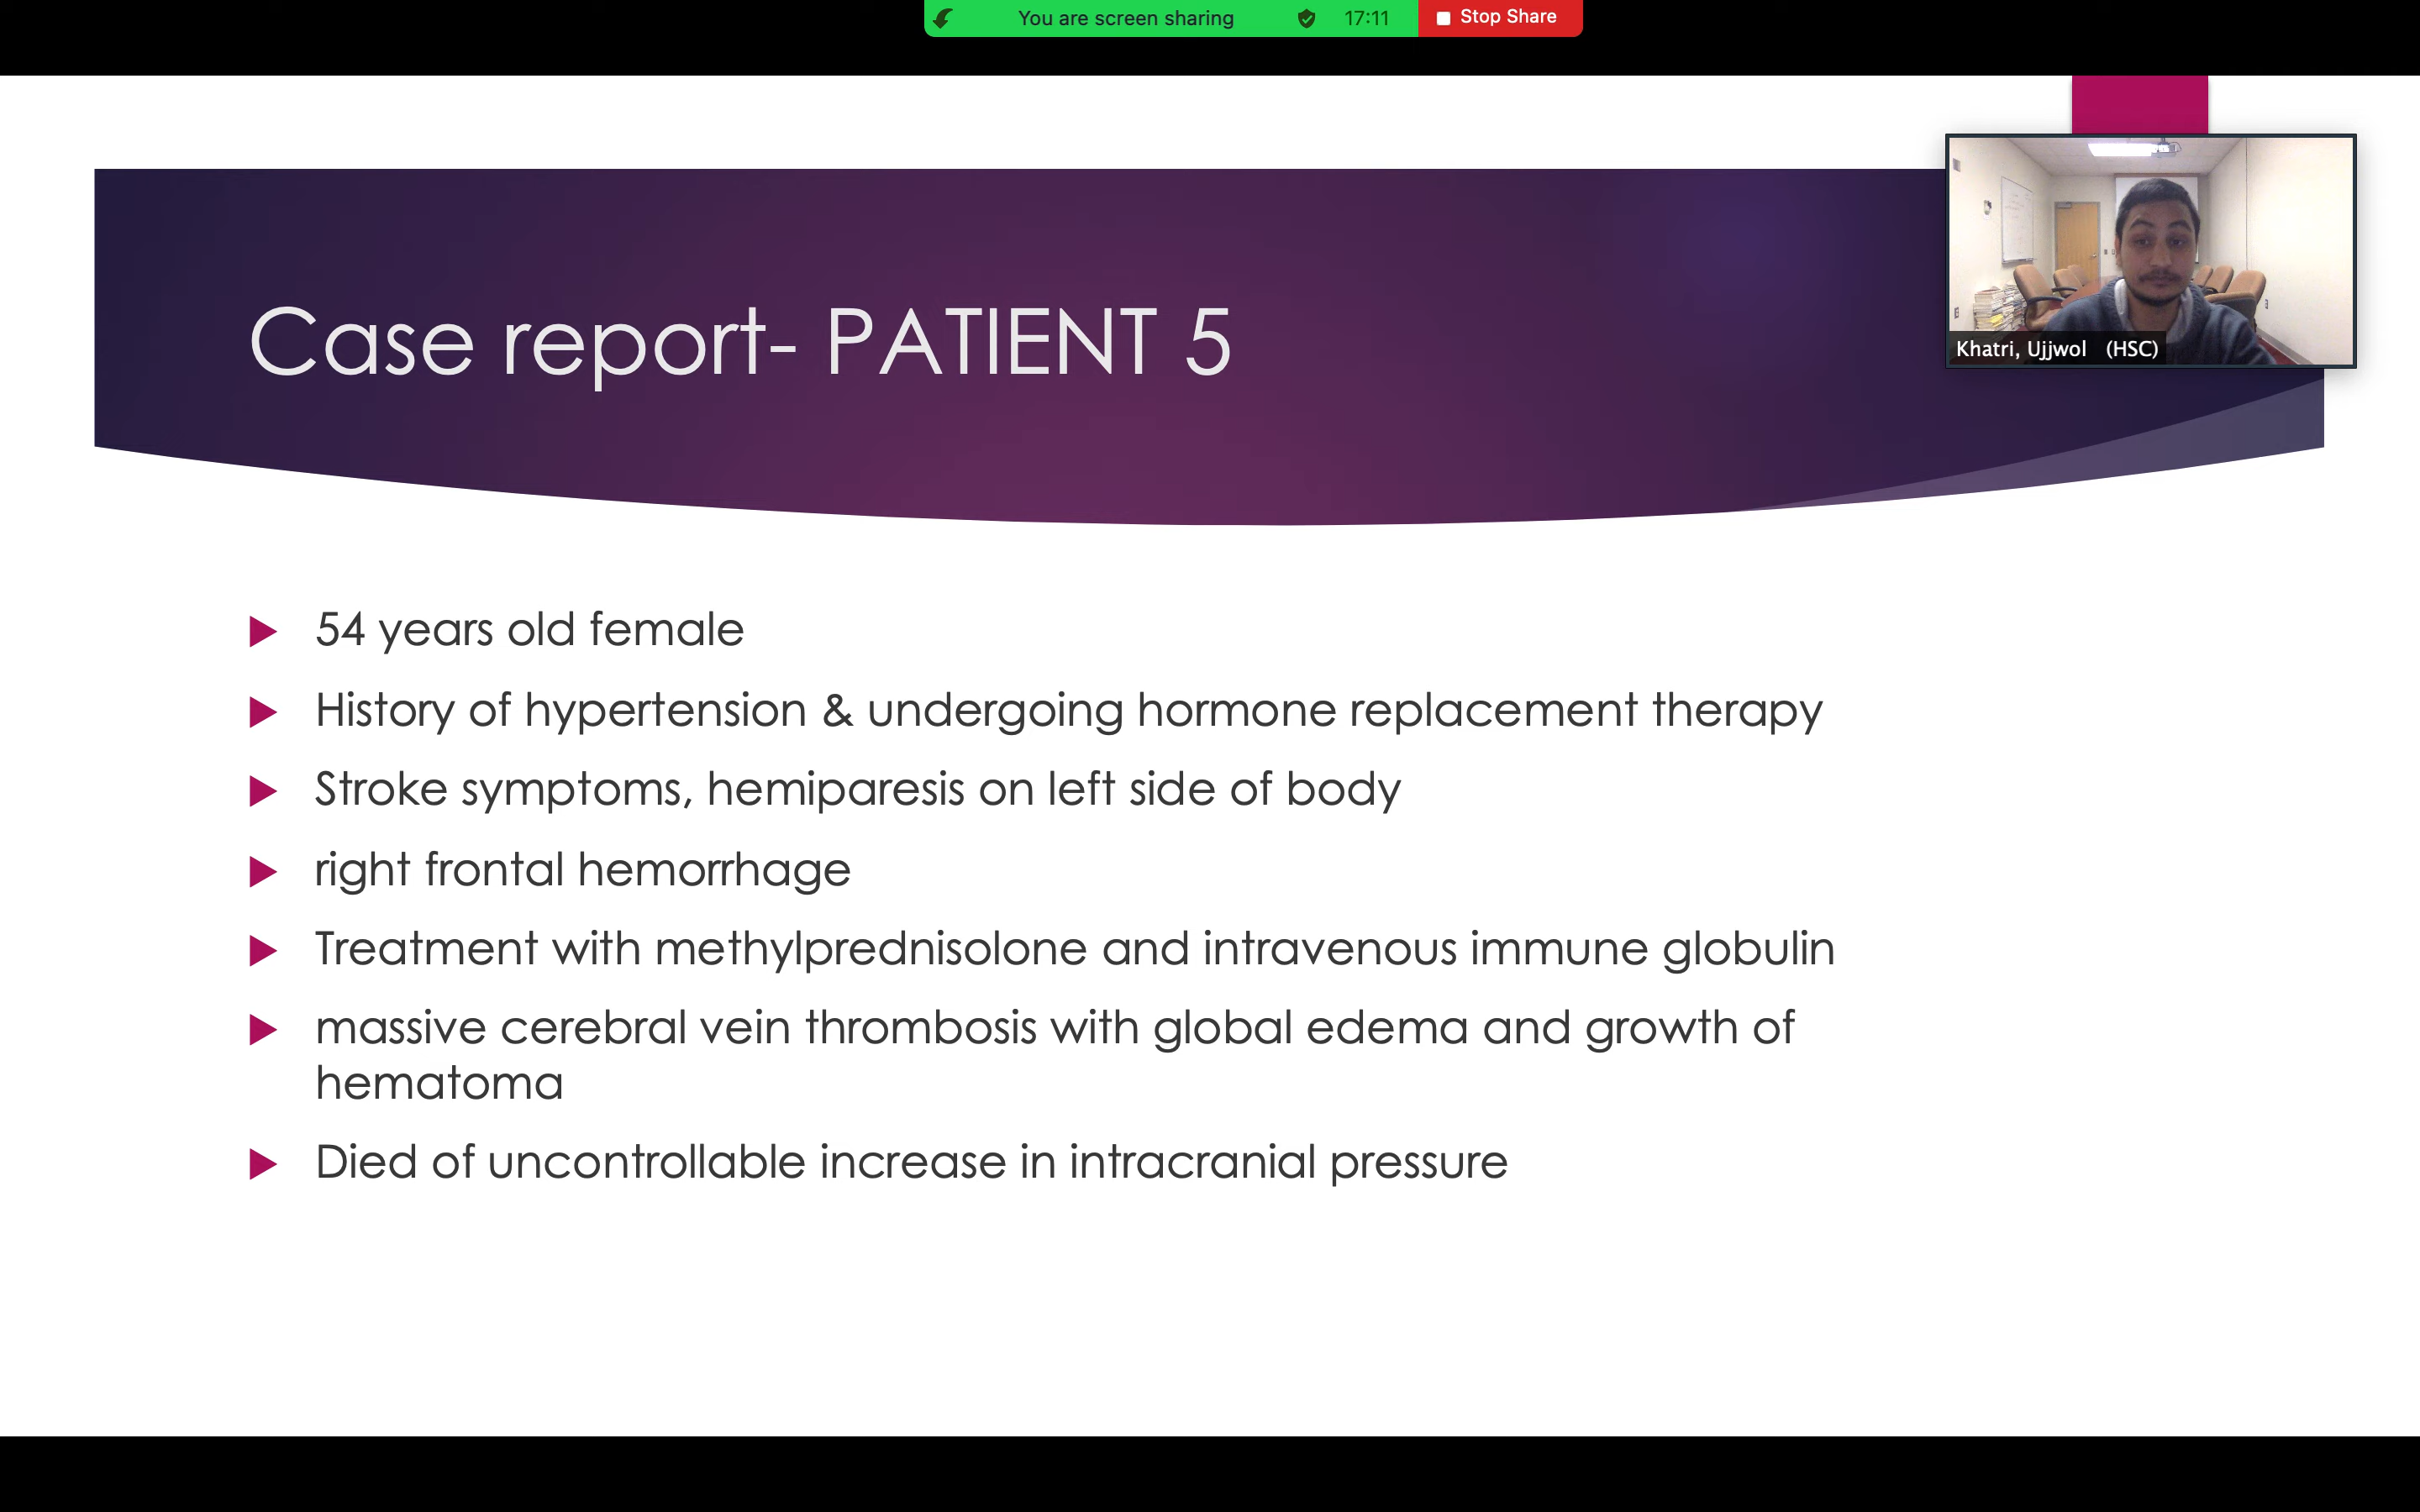 You are screen sharing 17:11 Stop Share
Khatri, Ujjwol (HSC)
Case report- PATIENT 5
54 years old female
History of hypertension & undergoing hormone replacement therapy
Stroke symptoms, hemiparesis on left side of body
right frontal hemorrhage
Treatment with methylprednisolone and intravenous immune globulin
massive cerebral vein thrombosis with global edema and growth of
hematoma
Died of uncontrollable increase in intracranial pressure